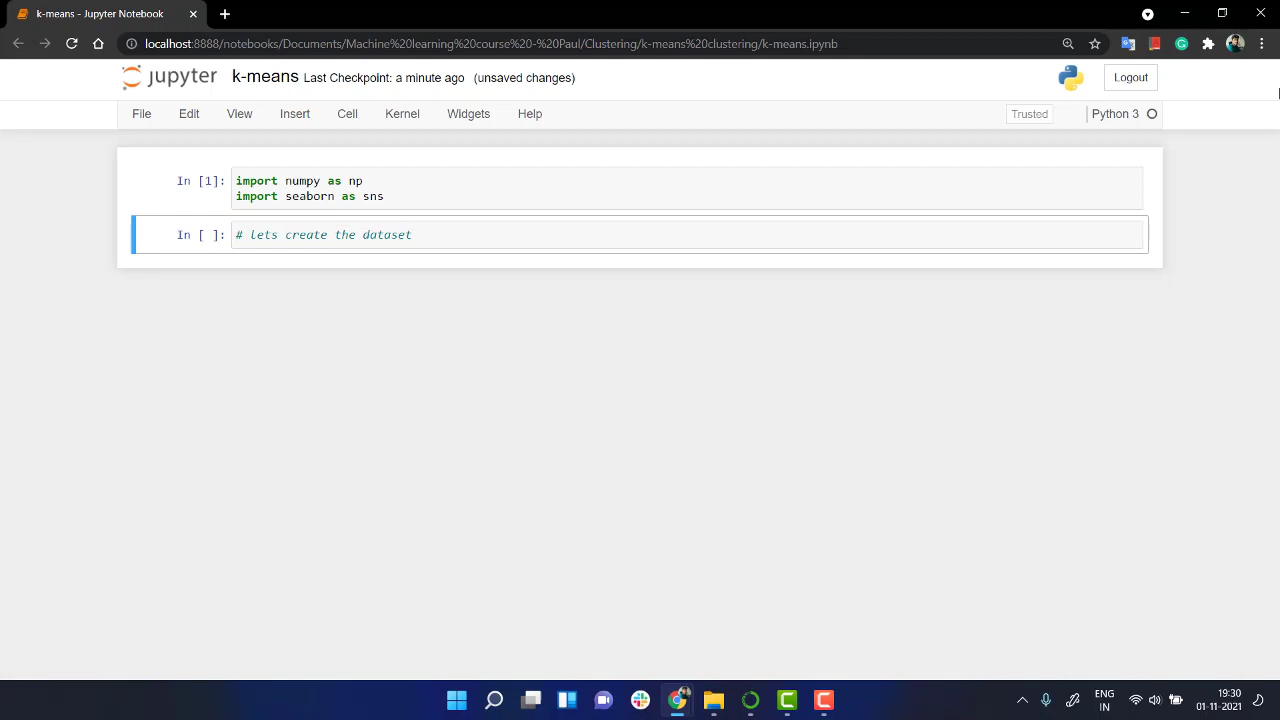 k-means - Jupyter Notebook
localhost:8888/notebooks/Documents/Machine%20learning%20course%20-%20Paul/Clustering/k-means%20clustering/k-means.ipynb
jupyter k-means Last Checkpoint: a minute ago (unsaved changes) Logout
File Edit View Insert Cell Kernel Widgets Help Trusted Python 3
In [1]: import numpy as np
import seaborn as sns
In [ ]: # lets create the dataset
ENG 19:30
IN 01-11-2021